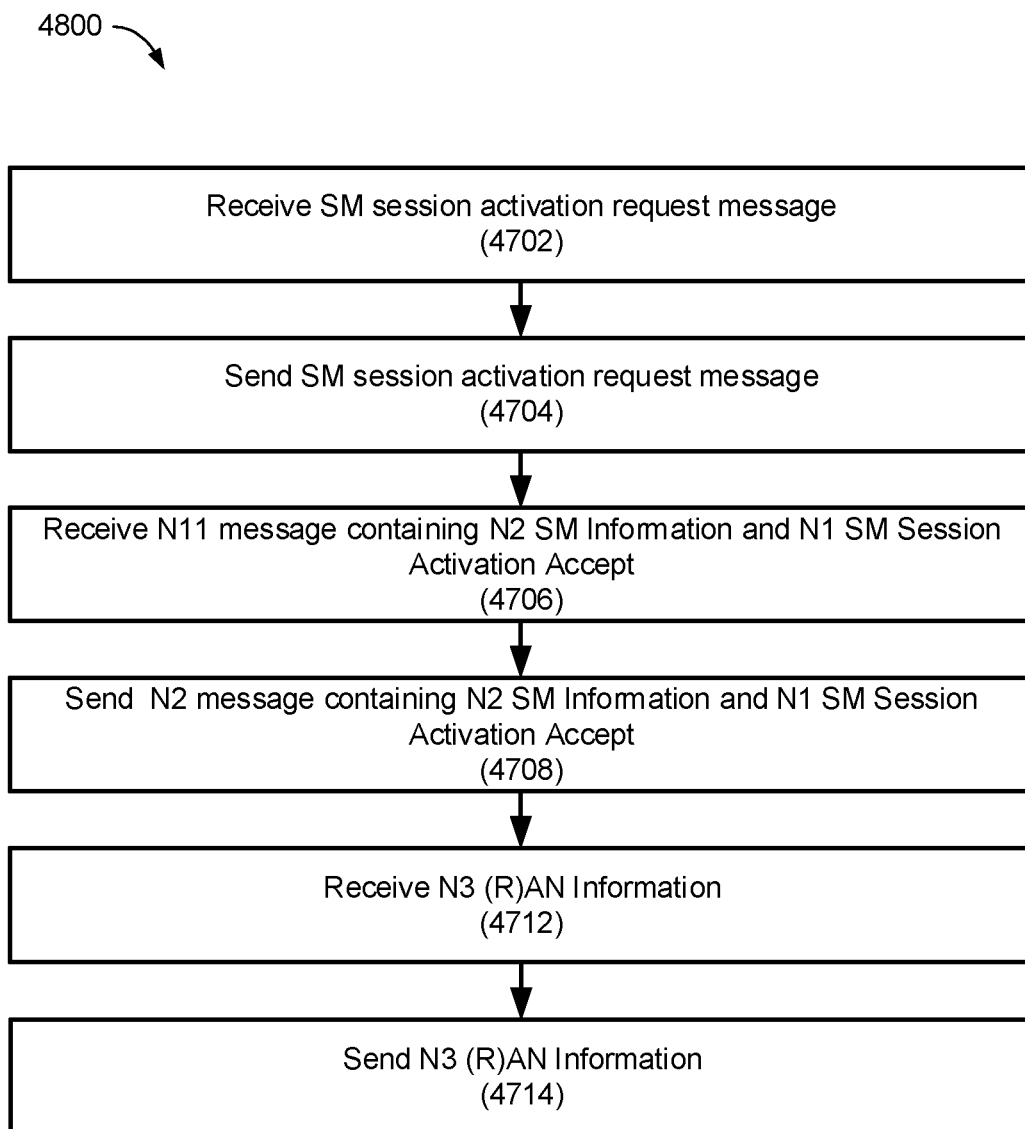 4800
Receive SM session activation request message
(4702)
Send SM session activation request message
(4704)
Receive N11 message containing N2 SM Information and N1 SM Session
Activation Accept
(4706)
Send N2 message containing N2 SM Information and N1 SM Session
Activation Accept
(4708)
Receive N3 (R)AN Information
(4712)
Send N3 (R)AN Information
(4714)